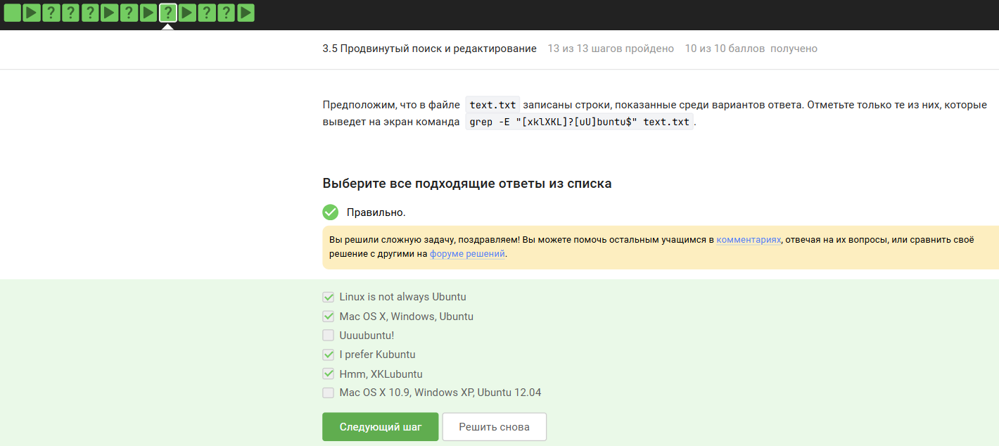 ? ? ? ? ? ? ?
3.5 Продвинутый поиск и редактирование 13 из 13 шагов пройдено 10 из 10 баллов получено
Предположим, что в файле text.txt записаны строки, показанные среди вариантов ответа. Отметьте только те из них, которые
выведет на экран команда grep -E "[xklXKL]?[uU]buntu$" text.txt.
Выберите все подходящие ответы из списка
Правильно.
Вы решили сложную задачу, поздравляем! Вы можете помочь остальным учащимся в комментариях, отвечая на их вопросы, или сравнить своё
решение с другими на форуме решений.
Linux is not always Ubuntu
Mac OS X, Windows, Ubuntu
Uuuubuntu!
I prefer Kubuntu
Hmm, XKLubuntu
Mac OS X 10.9, Windows XP, Ubuntu 12.04
Следующий шаг Решить снова